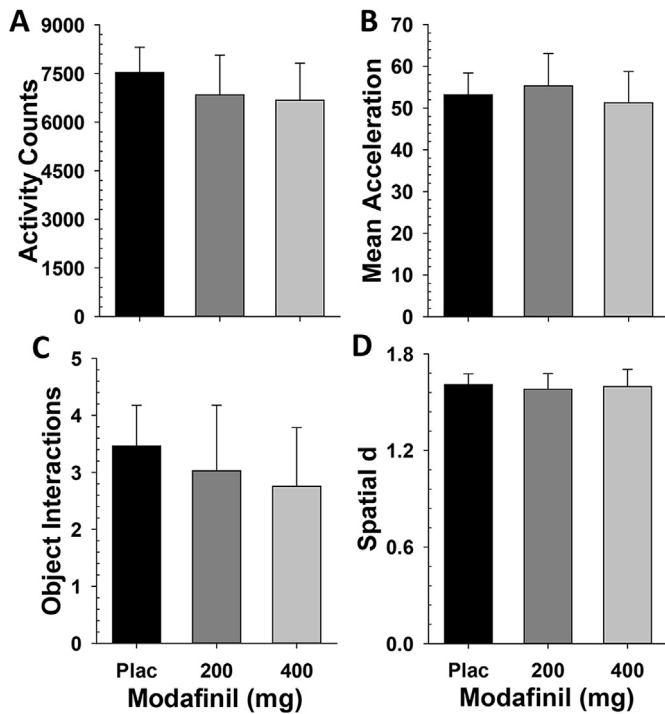 A
Activity Counts
9000
7500
6000
4500
3000
1500
0
B
Mean Acceleration
70
60
50
40
30
20
10
0
C
Object Interactions
5
4
3
2
1
0
Plac 200 400
Modafinil (mg)
D
Spatial d
1.8
1.2
0.6
0.0
Plac 200 400
Modafinil (mg)